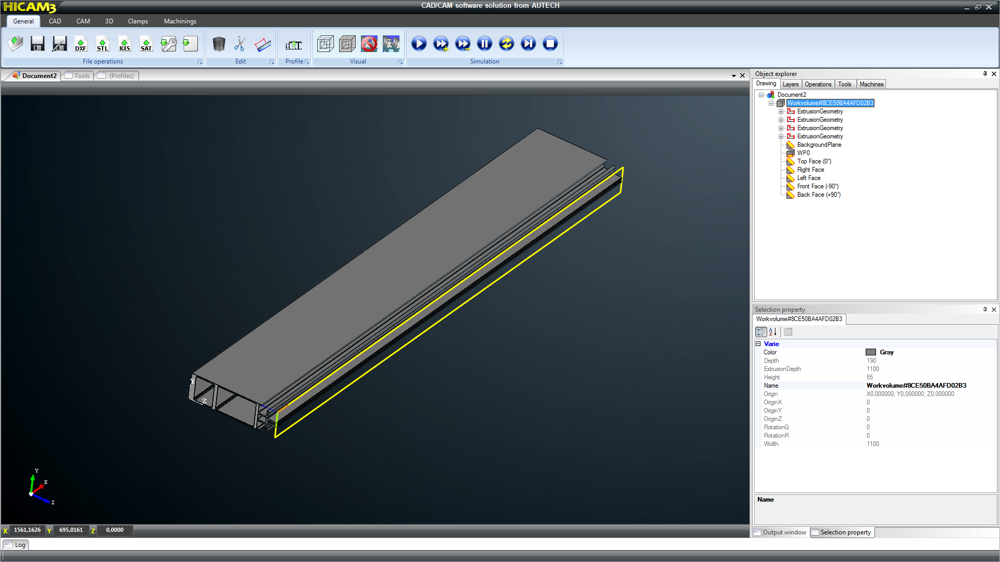 HICAM3
CAD/CAM software solution from AUTECH
General CAD CAM 3D Clamps Machinings
DXF STL IGES SAT
File operations Edit Profile Visual Simulation
Document2 Tools (Profiles)
Object explorer
Drawing Layers Operations Tools Machines
Document2
Workvolume#8CE50BA4AFD02B3
ExtrusionGeometry
ExtrusionGeometry
ExtrusionGeometry
ExtrusionGeometry
BackgroundPlane
WP0
Top Face (0°)
Right Face
Left Face
Front Face (-90°)
Back Face (+90°)
Y
Z
Y
X
Z
Selection property
Workvolume#8CE50BA4AFD02B3
A
Z
Varie
Color Gray
Depth 190
ExtrusionDepth 1100
Height 55
Name Workvolume#8CE50BA4AFD02B3
Origin X0,000000; Y0,000000; Z0,000000
OriginX 0
OriginY 0
OriginZ 0
RotationQ 0
RotationR 0
Width 1100
Name
Output window Selection property
X 1561,1626 Y 695,0161 Z 0,0000
Log